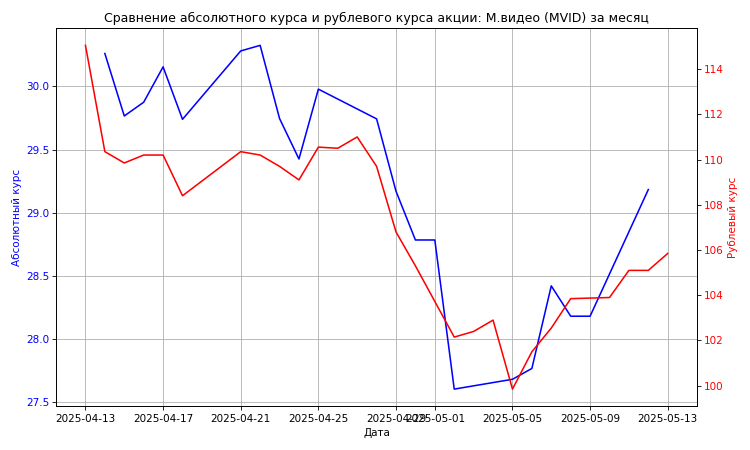 Сравнение абсолютного курса и рублевого курса акции: М.видео (MVID) за месяц
30.0
29.5
29.0
28.5
28.0
27.5
Абсолютный курс
114
112
110
108
106
104
102
100
Рублевый курс
2025-04-13 2025-04-17 2025-04-21 2025-04-25 2025-04-29 2025-05-01 2025-05-05 2025-05-09 2025-05-13
Дата